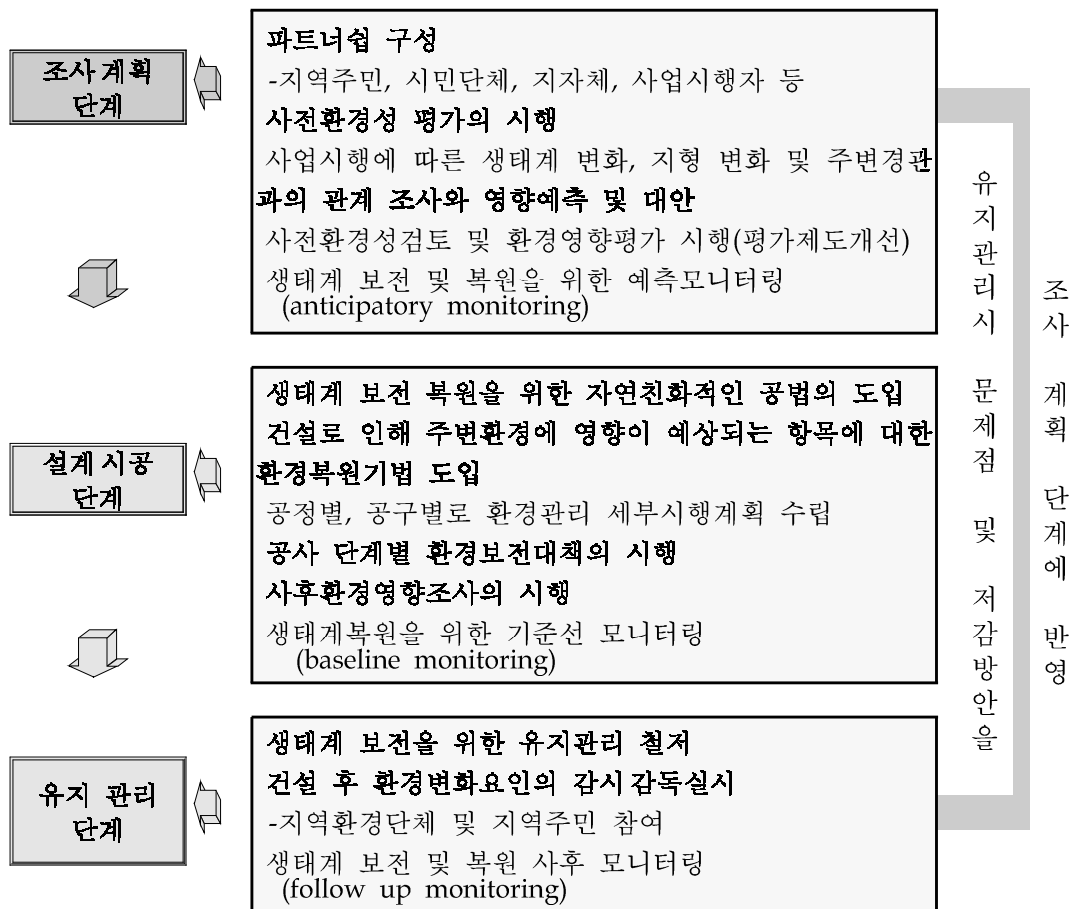 조사계획
단계
파트너쉽 구성
-지역주민, 시민단체, 지자체, 사업시행자 등
사전환경성 평가의 시행
사업시행에 따른 생태계 변화, 지형 변화 및 주변경관
과의 관계 조사와 영향예측 및 대안
사전환경성검토 및 환경영향평가 시행(평가제도개선)
생태계 보전 및 복원을 위한 예측모니터링
(anticipatory monitoring)
설계시공
단계
생태계 보전 복원을 위한 자연친화적인 공법의 도입
건설로 인해 주변환경에 영향이 예상되는 항목에 대한
환경복원기법 도입
공정별, 공구별로 환경관리 세부시행계획 수립
공사 단계별 환경보전대책의 시행
사후환경영향조사의 시행
생태계복원을 위한 기준선 모니터링
(baseline monitoring)
유지 관리
단계
생태계 보전을 위한 유지관리 철저
건설 후 환경변화요인의 감시감독실시
-지역환경단체 및 지역주민 참여
생태계 보전 및 복원 사후 모니터링
(follow up monitoring)
유지관리시 문제점 및 저감방안을
조사 계획 단계에 반영